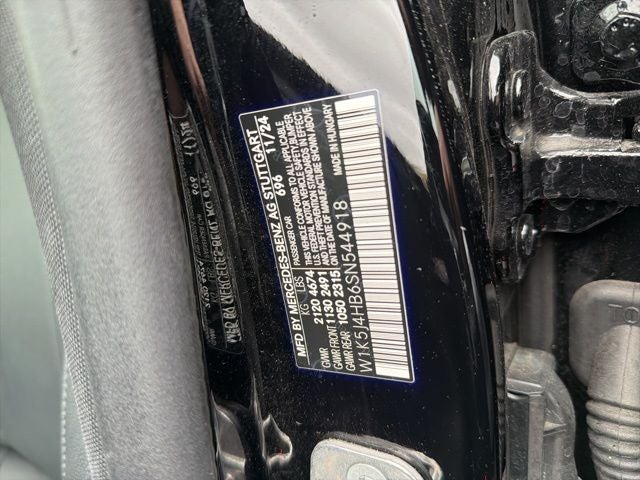 MFD BY MERCEDES-BENZ AG STUTTGART
696 11/24
PASSENGER CAR
KG LBS
GVWR 2120 4674
GAWR FRONT 1130 2491
GAWR REAR 1050 2315
THIS VEHICLE CONFORMS TO ALL APPLICABLE
U.S. FEDERAL MOTOR VEHICLE SAFETY, BUMPER
AND THEFT PREVENTION STANDARDS IN EFFECT
ON THE DATE OF MANUFACTURE SHOWN ABOVE.
W1K5J4HB6SN544918
MADE IN HUNGARY